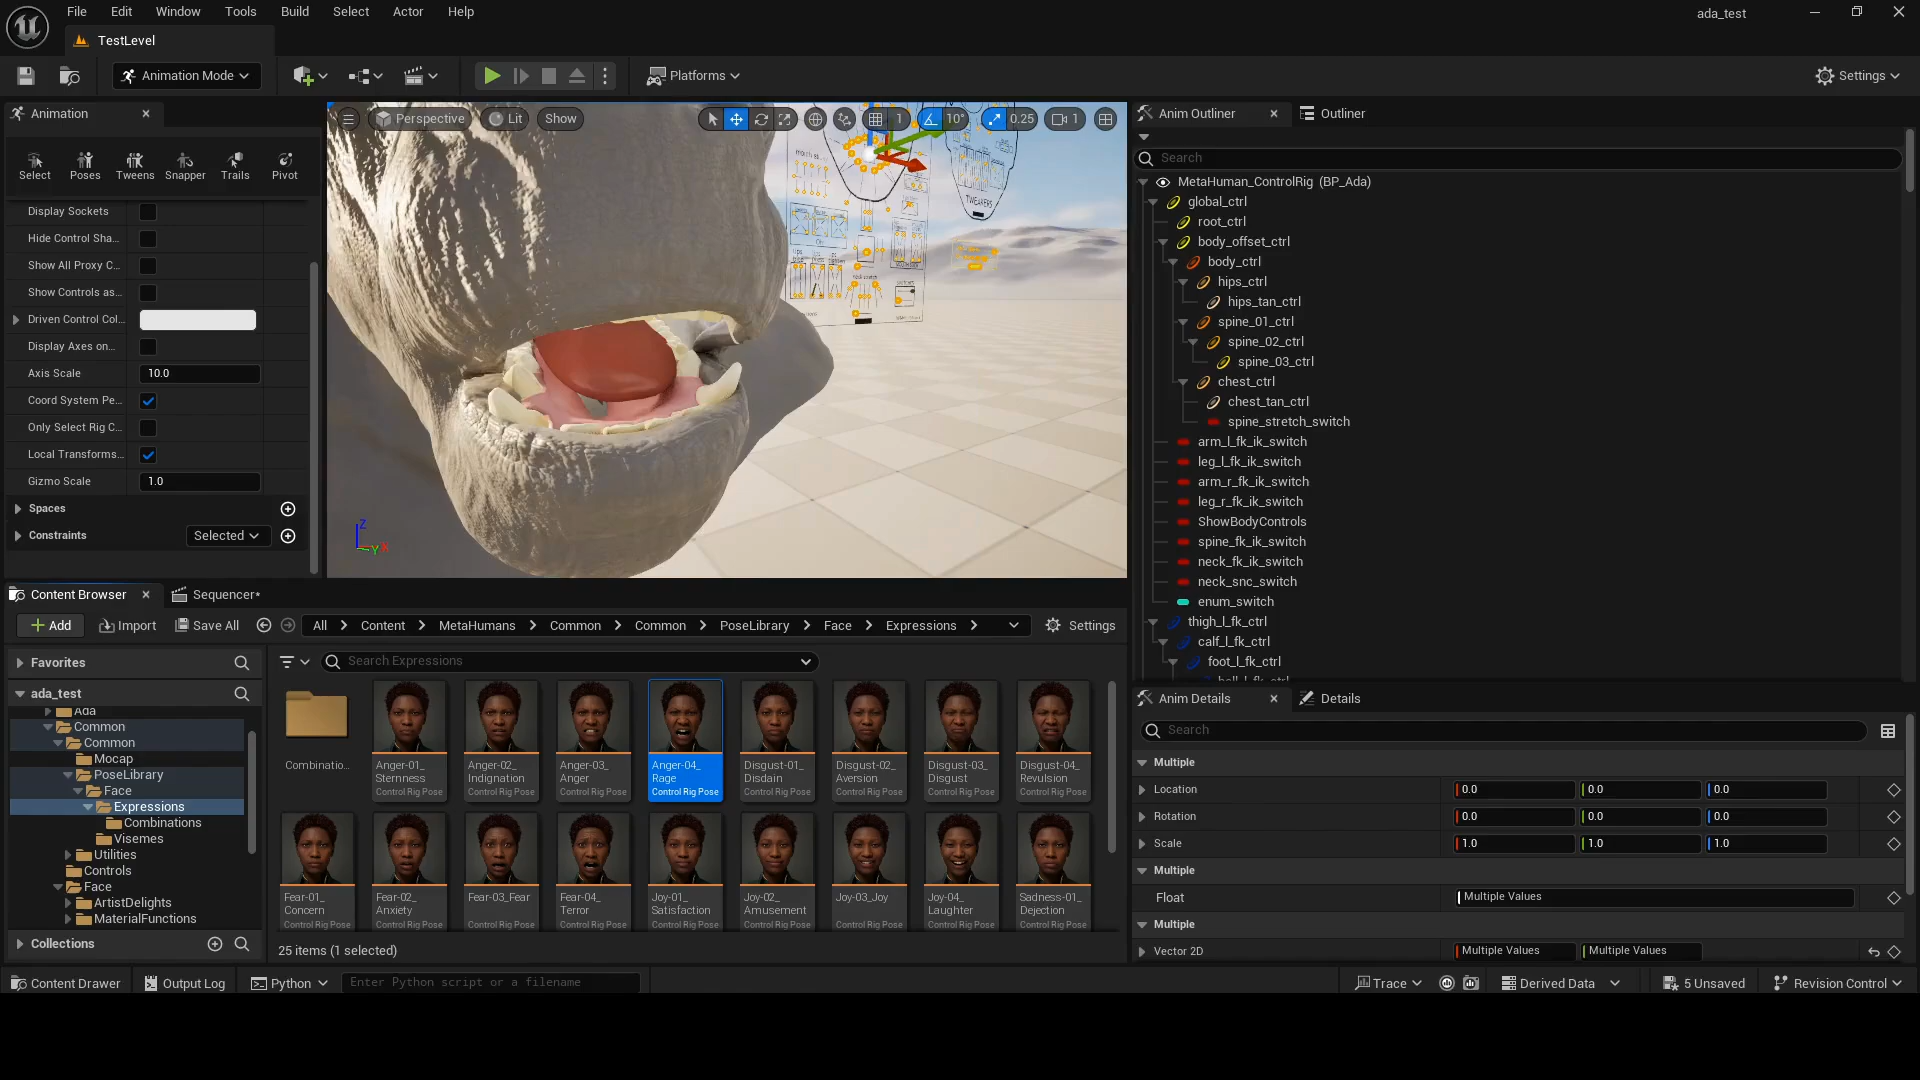 File Edit Window Tools Build Select Actor Help
ada_test
TestLevel
Animation Mode
Platforms
Settings
Animation
Select Poses Tweens Snapper Trails Pivot
Display Sockets
Hide Control Sha...
Show All Proxy C...
Show Controls as...
Driven Control Col...
Display Axes on...
Axis Scale 10.0
Coord System Pe...
Only Select Rig C...
Local Transforms...
Gizmo Scale 1.0
Spaces
Constraints Selected
Perspective Lit Show
1 10° 0.25 1
TWEAKERS
Z
Y
Anim Outliner
Outliner
Search
MetaHuman_ControlRig (BP_Ada)
global_ctrl
root_ctrl
body_offset_ctrl
body_ctrl
hips_ctrl
hips_tan_ctrl
spine_01_ctrl
spine_02_ctrl
spine_03_ctrl
chest_ctrl
chest_tan_ctrl
spine_stretch_switch
arm_l_fk_ik_switch
leg_l_fk_ik_switch
arm_r_fk_ik_switch
leg_r_fk_ik_switch
ShowBodyControls
spine_fk_ik_switch
neck_fk_ik_switch
neck_snc_switch
enum_switch
thigh_l_fk_ctrl
calf_l_fk_ctrl
foot_l_fk_ctrl
Content Browser
Sequencer*
Add Import Save All
All Content MetaHumans Common Common PoseLibrary Face Expressions
Settings
Favorites
Search Expressions
ada_test
Ada
Common
Common
Mocap
PoseLibrary
Face
Expressions
Combinations
Visemes
Utilities
Controls
Face
ArtistDelights
MaterialFunctions
Collections
Combinatio...
Anger-01_
Sternness
Control Rig Pose
Anger-02_
Indignation
Control Rig Pose
Anger-03_
Anger
Control Rig Pose
Anger-04_
Rage
Control Rig Pose
Disgust-01_
Disdain
Control Rig Pose
Disgust-02_
Aversion
Control Rig Pose
Disgust-03_
Disgust
Control Rig Pose
Disgust-04_
Revulsion
Control Rig Pose
Fear-01_
Concern
Control Rig Pose
Fear-02_
Anxiety
Control Rig Pose
Fear-03_Fear
Control Rig Pose
Fear-04_
Terror
Control Rig Pose
Joy-01_
Satisfaction
Control Rig Pose
Joy-02_
Amusement
Control Rig Pose
Joy-03_Joy
Control Rig Pose
Joy-04_
Laughter
Control Rig Pose
Sadness-01_
Dejection
Control Rig Pose
25 items (1 selected)
Anim Details
Details
Search
Multiple
Location 0.0 0.0 0.0
Rotation 0.0 0.0 0.0
Scale 1.0 1.0 1.0
Multiple
Float Multiple Values
Multiple
Vector 2D Multiple Values Multiple Values
Content Drawer Output Log Python Enter Python script or a filename
Trace Derived Data 5 Unsaved Revision Control